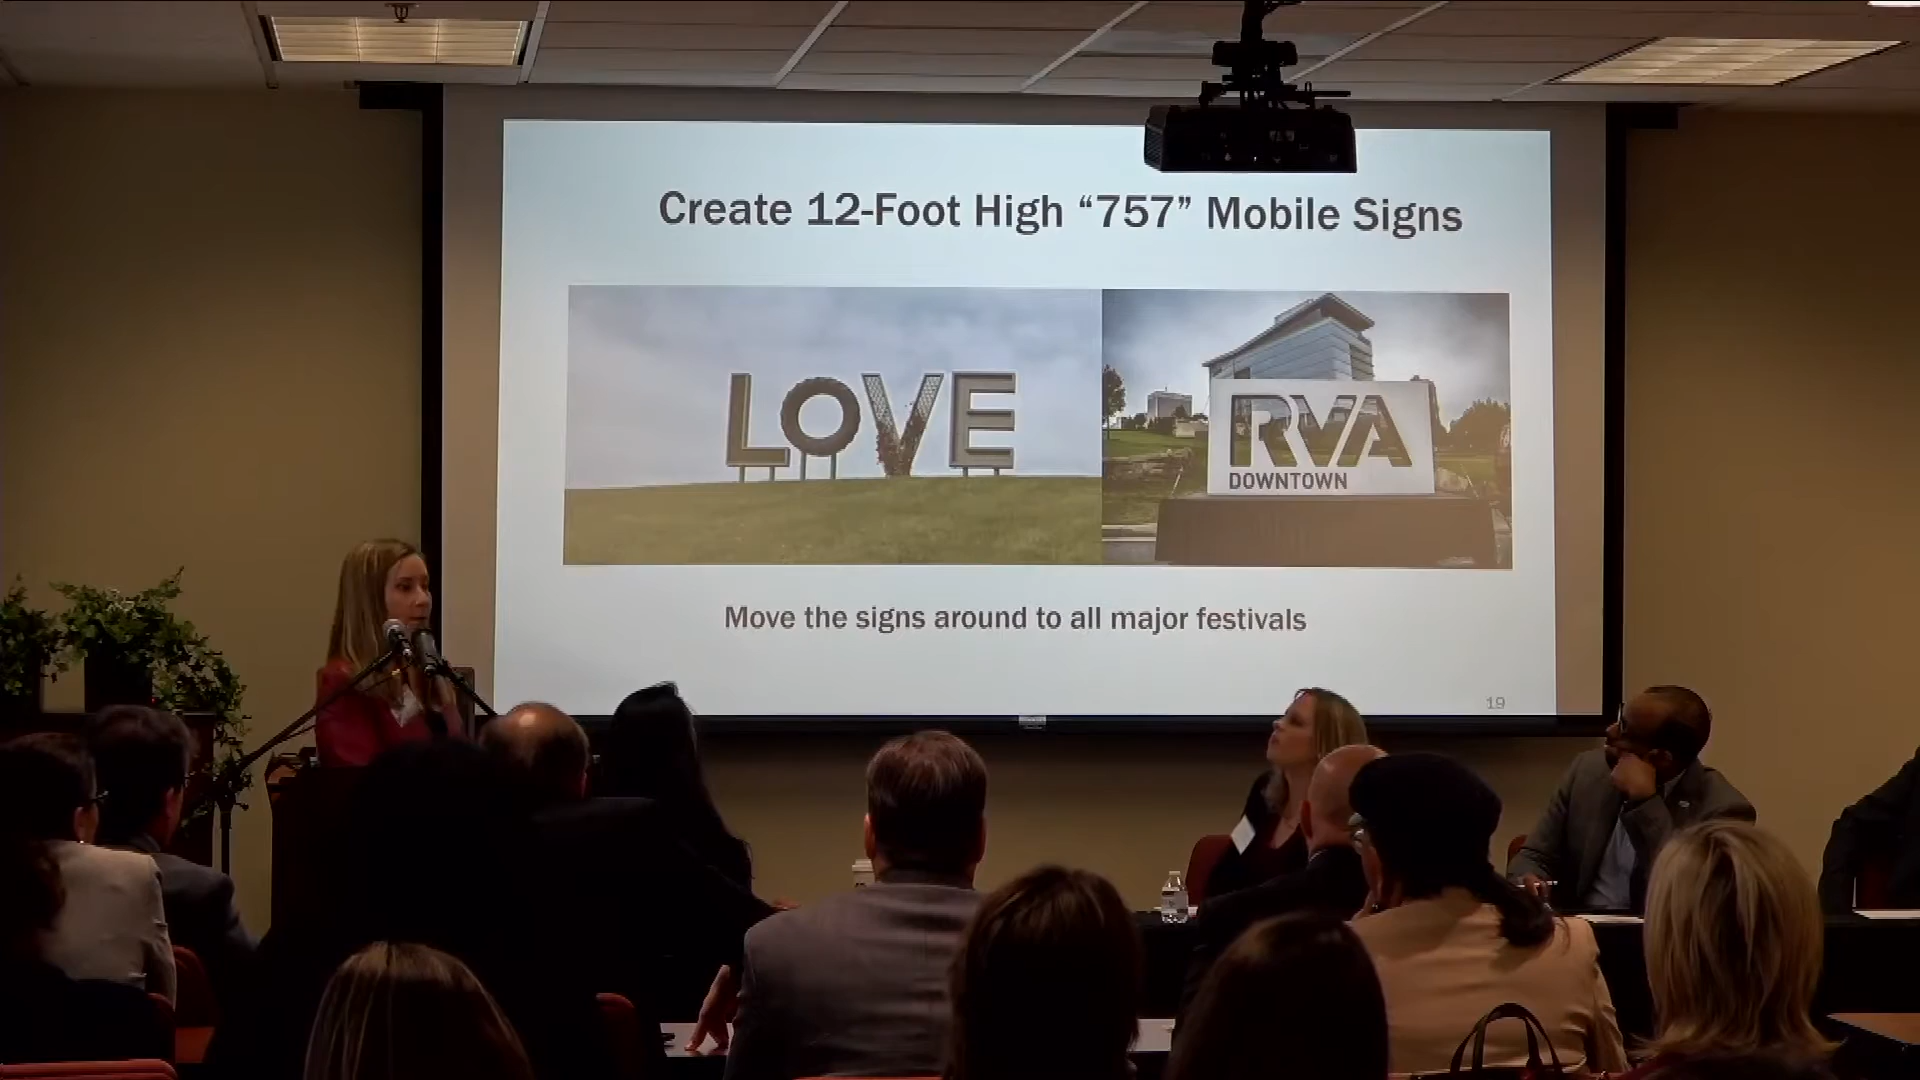 Create 12-Foot High “757” Mobile Signs
LOVE
RVA
DOWNTOWN
Move the signs around to all major festivals
19